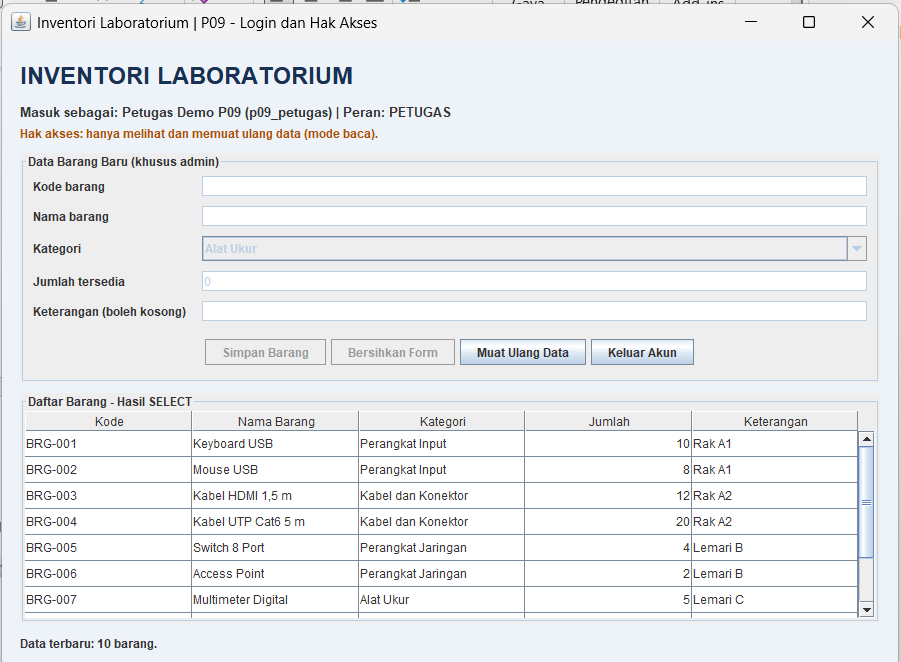 Inventori Laboratorium | P09 - Login dan Hak Akses
INVENTORI LABORATORIUM
Masuk sebagai: Petugas Demo P09 (p09_petugas) | Peran: PETUGAS
Hak akses: hanya melihat dan memuat ulang data (mode baca).
Data Barang Baru (khusus admin)
Kode barang
Nama barang
Kategori Alat Ukur
Jumlah tersedia 0
Keterangan (boleh kosong)
Simpan Barang Bersihkan Form Muat Ulang Data Keluar Akun
Daftar Barang - Hasil SELECT
Kode Nama Barang Kategori Jumlah Keterangan
BRG-001 Keyboard USB Perangkat Input 10 Rak A1
BRG-002 Mouse USB Perangkat Input 8 Rak A1
BRG-003 Kabel HDMI 1,5 m Kabel dan Konektor 12 Rak A2
BRG-004 Kabel UTP Cat6 5 m Kabel dan Konektor 20 Rak A2
BRG-005 Switch 8 Port Perangkat Jaringan 4 Lemari B
BRG-006 Access Point Perangkat Jaringan 2 Lemari B
BRG-007 Multimeter Digital Alat Ukur 5 Lemari C
Data terbaru: 10 barang.